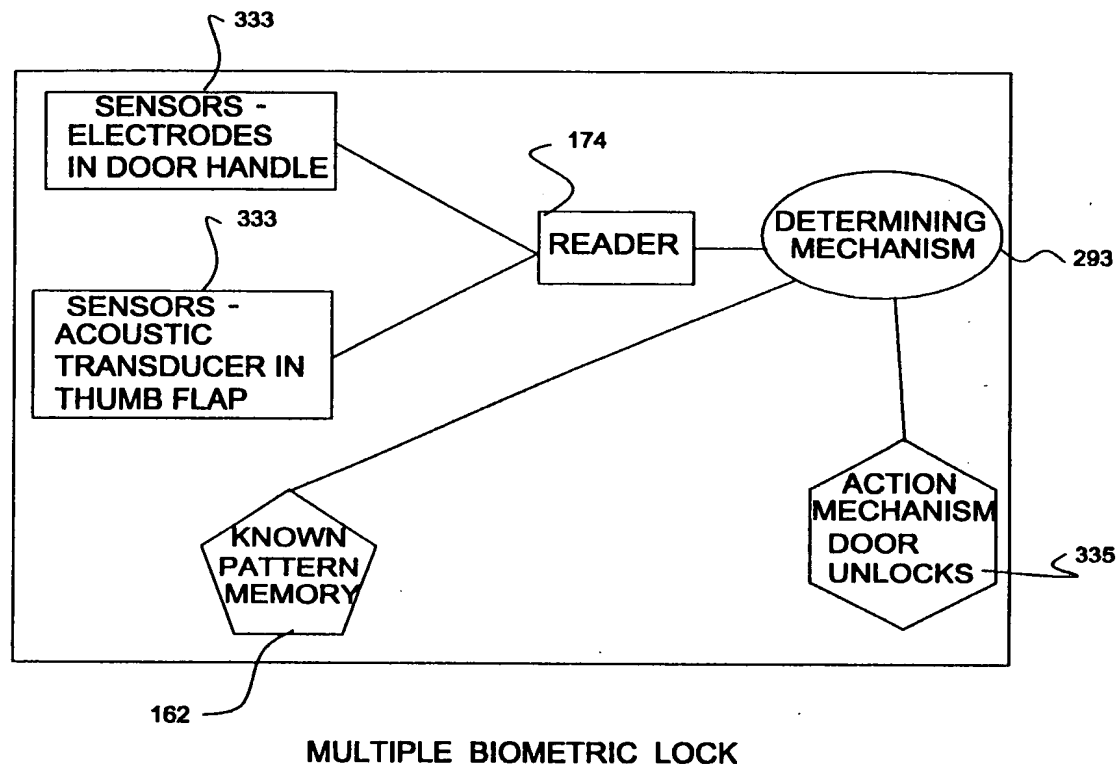 333
SENSORS -
ELECTRODES
IN DOOR HANDLE
174
333
READER
DETERMINING
MECHANISM
293
SENSORS -
ACOUSTIC
TRANSDUCER IN
THUMB FLAP
KNOWN
PATTERN
MEMORY
ACTION
MECHANISM
DOOR
UNLOCKS
335
162
MULTIPLE BIOMETRIC LOCK